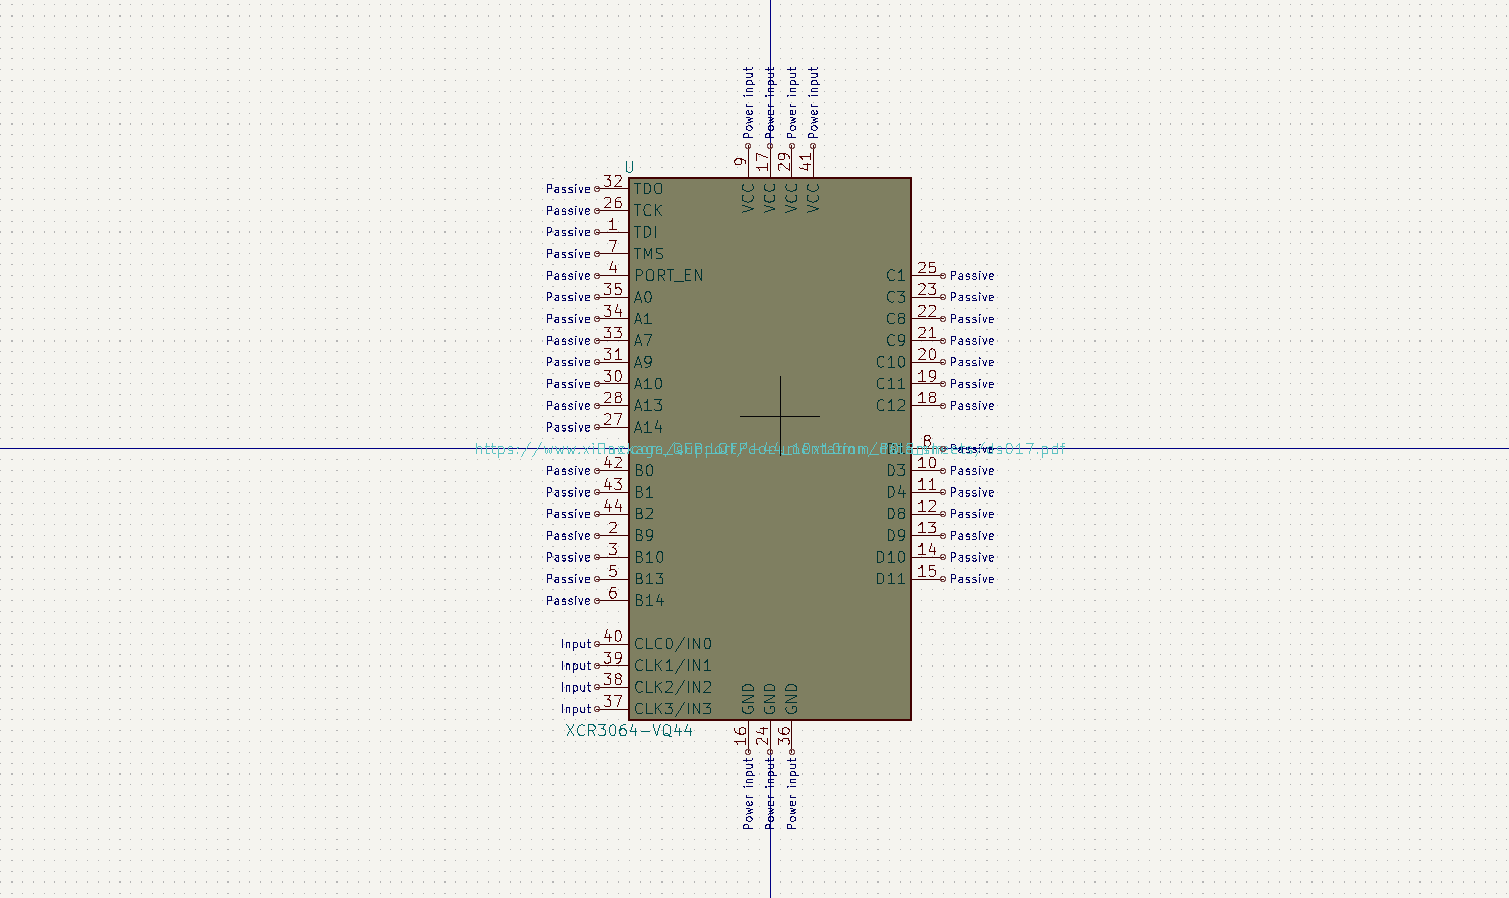 Power input Power input Power input Power input
9 17 29 41
U
VCC VCC VCC VCC
Passive 32 TDO
Passive 26 TCK
Passive 1 TDI
Passive 7 TMS
Passive 4 PORT_EN C1 25 Passive
Passive 35 A0 C3 23 Passive
Passive 34 A1 C8 22 Passive
Passive 33 A7 C9 21 Passive
Passive 31 A9 C10 20 Passive
Passive 30 A10 C11 19 Passive
Passive 28 A13 C12 18 Passive
Passive 27 A14
8 Passive
Passive 42 B0 D3 10 Passive
Passive 43 B1 D4 11 Passive
Passive 44 B2 D8 12 Passive
Passive 2 B9 D9 13 Passive
Passive 3 B10 D10 14 Passive
Passive 5 B13 D11 15 Passive
Passive 6 B14
Input 40 CLC0/IN0
Input 39 CLK1/IN1
Input 38 CLK2/IN2
Input 37 CLK3/IN3
GND GND GND
XCR3064-VQ44
16 24 36
Power input Power input Power input